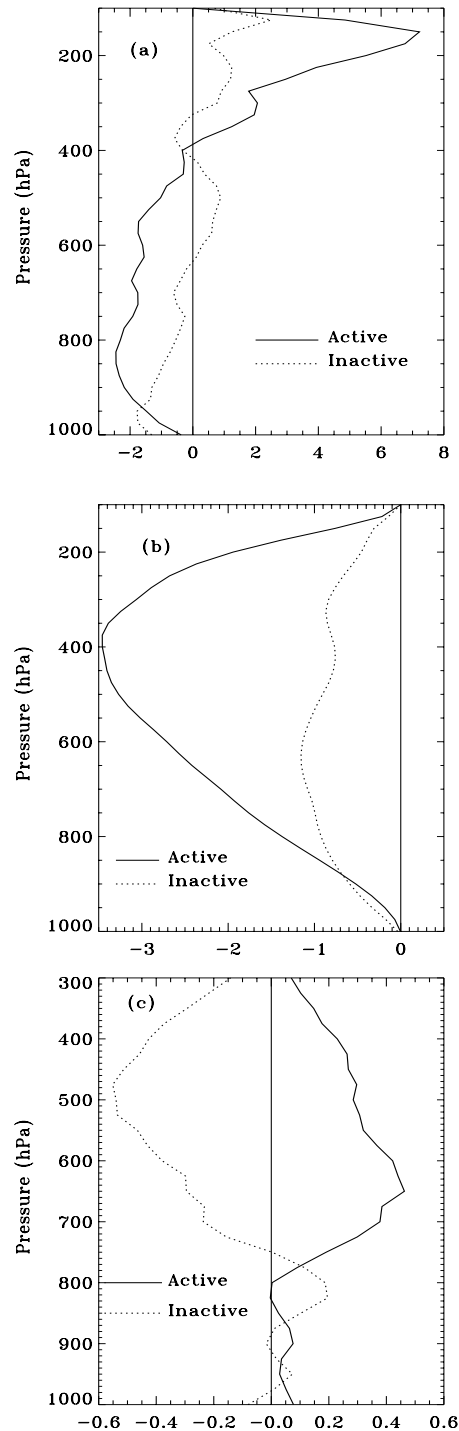 (a)
200
400
600
800
1000
Pressure (hPa)
Active
Inactive
−2 0 2 4 6 8
(b)
200
400
600
800
1000
Pressure (hPa)
Active
Inactive
−3 −2 −1 0
(c)
300
400
500
600
700
800
900
1000
Pressure (hPa)
Active
Inactive
−0.6 −0.4 −0.2 −0.0 0.2 0.4 0.6